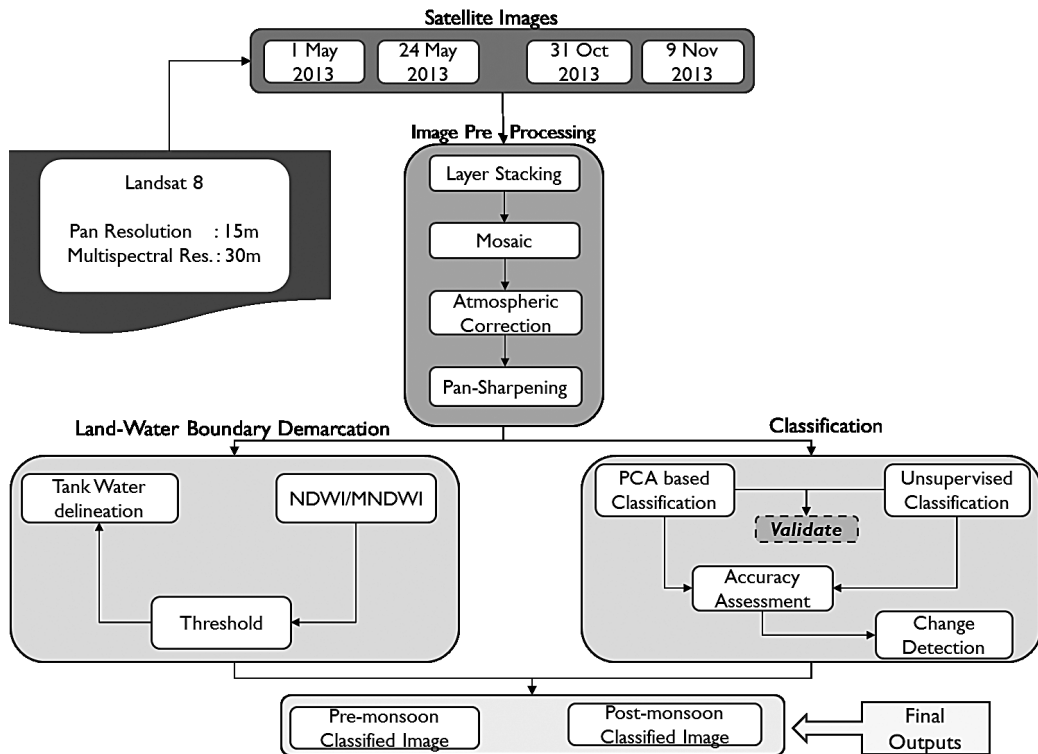 Satellite Images
1 May
2013
24 May
2013
31 Oct
2013
9 Nov
2013
Image Pre Processing
Landsat 8
Pan Resolution : 15m
Multispectral Res. : 30m
Layer Stacking
Mosaic
Atmospheric
Correction
Pan-Sharpening
Land-Water Boundary Demarcation
Classification
Tank Water
delineation
NDWI/MNDWI
Threshold
PCA based
Classification
Unsupervised
Classification
Validate
Accuracy
Assessment
Change
Detection
Pre-monsoon
Classified Image
Post-monsoon
Classified Image
Final
Outputs